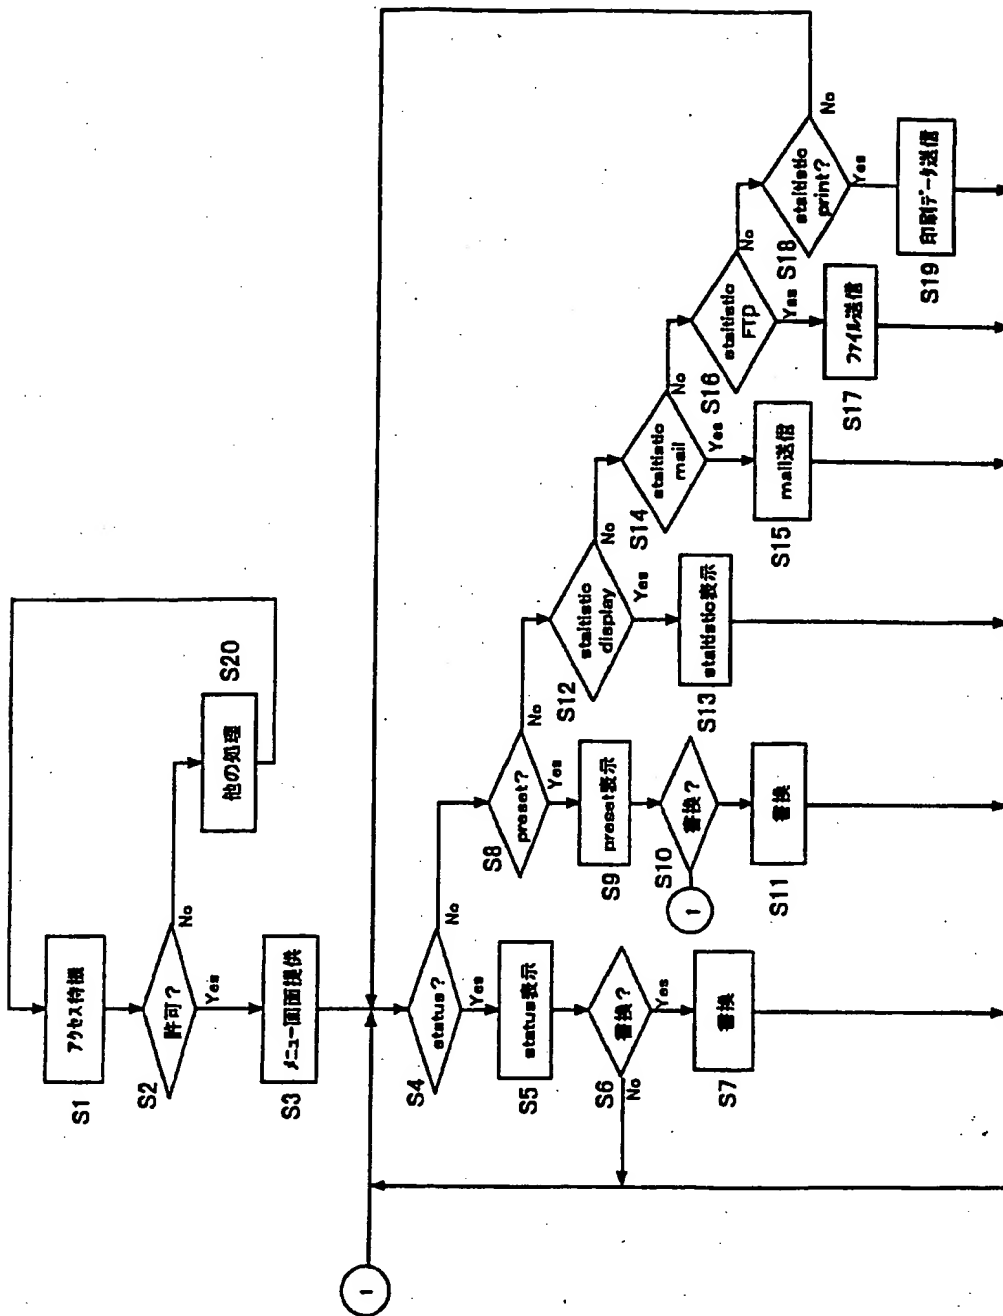 S1
アクセス待機
S2
許可?
No
Yes
S20
他の処理
S3
メニュー画面提供
1
S4
status?
No
Yes
S5
status表示
S6
書換?
No
Yes
S7
書換
S8
preset?
No
Yes
S9
preset表示
S10
書換?
1
S11
書換
S12
staitistic
display
No
Yes
S13
staitistic表示
S14
staitistic
mail
No
Yes
S15
mail送信
S16
staitistic
FTP
No
Yes
S17
ファイル送信
S18
staitistic
print?
No
Yes
S19
印刷データ送信